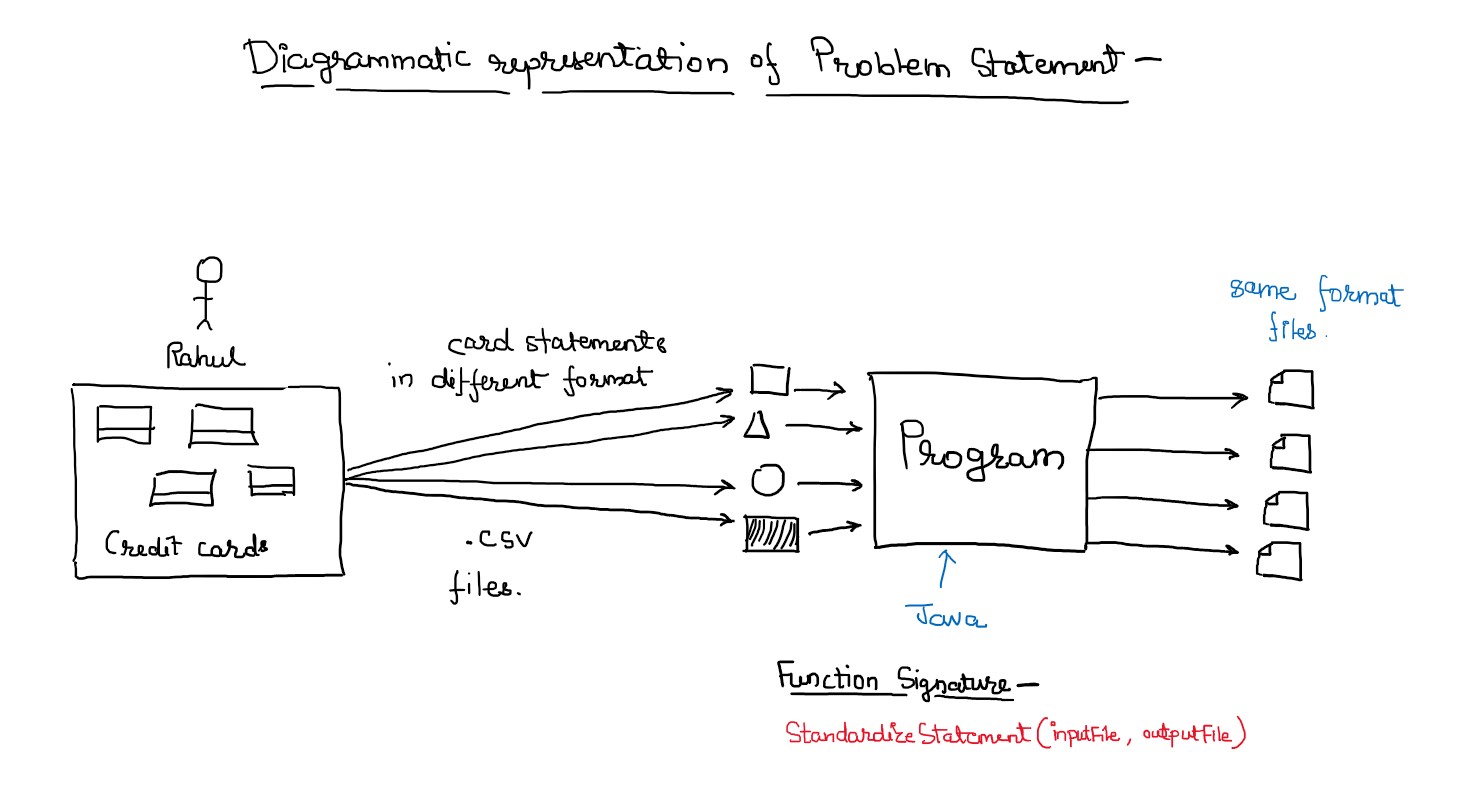 Diagrammatic representation of Problem Statement -
Rahul
Credit cards
card statements
in different format
.csv
files.
Program
Java
same format
files.
Function Signature -
StandardizeStatement(inputFile, outputFile)